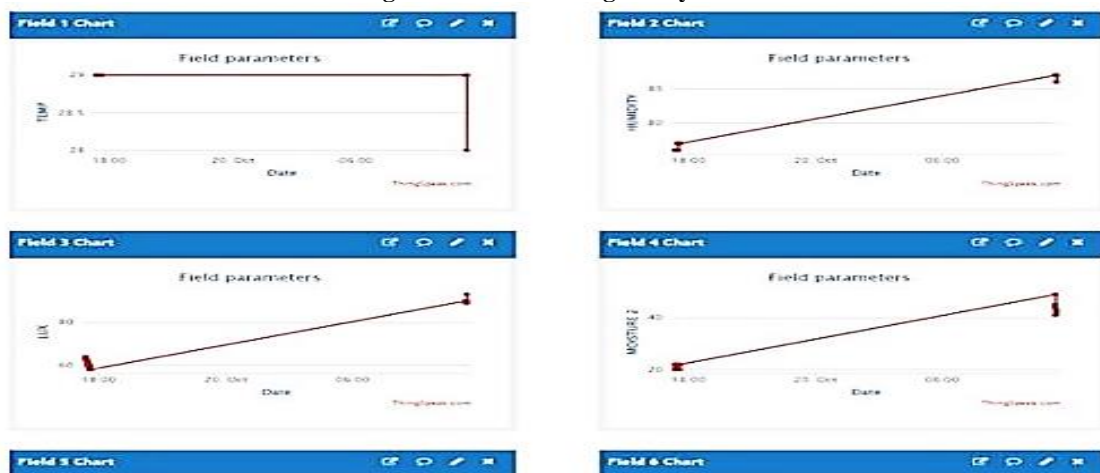 Field 1 Chart
Field parameters
TEMP
29
28.5
28
18:00
20. Oct
06:00
Date
ThingSpeak.com
Field 2 Chart
Field parameters
HUMIDITY
18:00
20. Oct
06:00
Date
ThingSpeak.com
Field 3 Chart
Field parameters
LUX
80
60
18:00
20. Oct
06:00
Date
ThingSpeak.com
Field 4 Chart
Field parameters
MOISTURE 2
40
20
18:00
20. Oct
06:00
Date
ThingSpeak.com
Field 5 Chart
Field 6 Chart